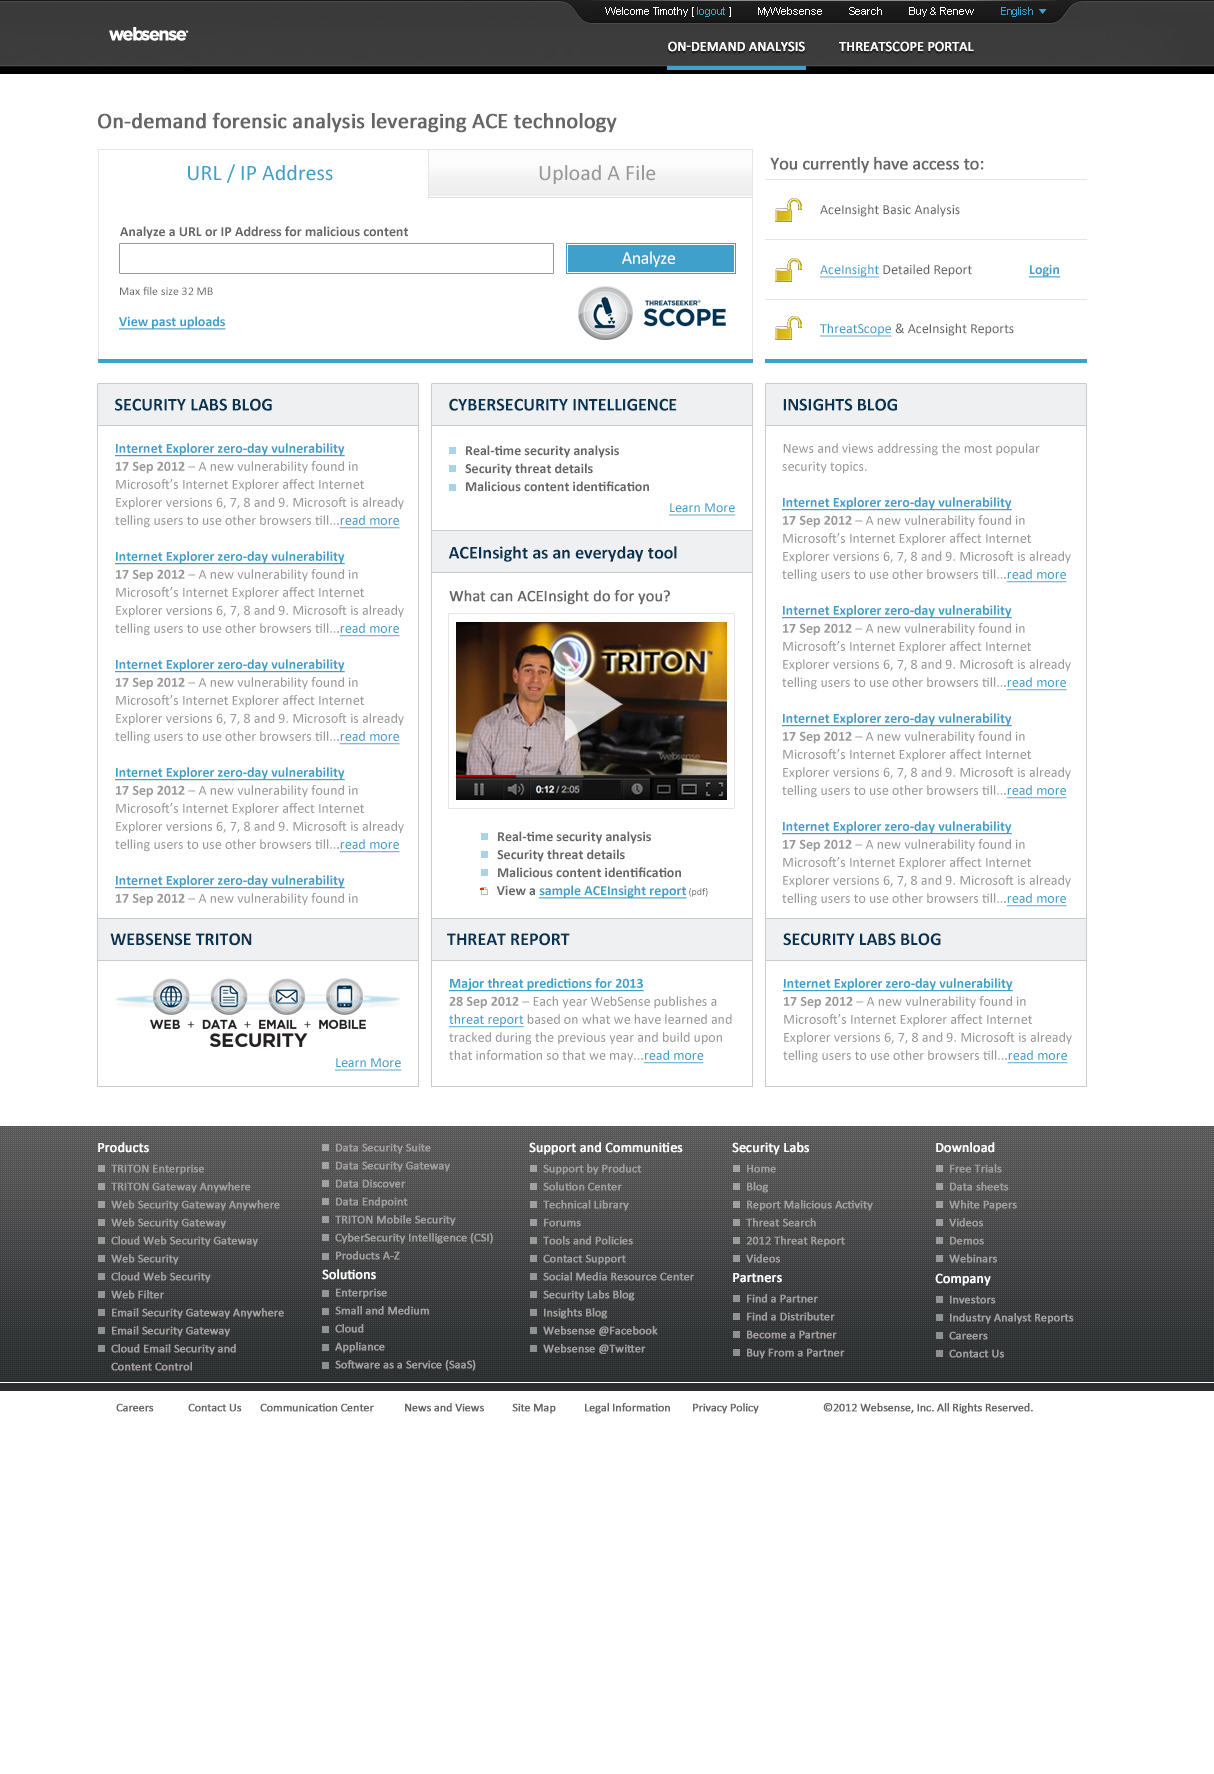 Welcome Timothy [ logout ] MyWebsense Search Buy & Renew English
websense
ON-DEMAND ANALYSIS THREATSCOPE PORTAL
On-demand forensic analysis leveraging ACE technology
URL / IP Address Upload A File
Analyze a URL or IP Address for malicious content
Analyze
Max file size 32 MB
View past uploads
THREATSEEKER®
SCOPE
You currently have access to:
AceInsight Basic Analysis
AceInsight Detailed Report Login
ThreatScope & AceInsight Reports
SECURITY LABS BLOG
Internet Explorer zero-day vulnerability
17 Sep 2012 – A new vulnerability found in
Microsoft's Internet Explorer affect Internet
Explorer versions 6, 7, 8 and 9. Microsoft is already
telling users to use other browsers till...read more
Internet Explorer zero-day vulnerability
17 Sep 2012 – A new vulnerability found in
Microsoft's Internet Explorer affect Internet
Explorer versions 6, 7, 8 and 9. Microsoft is already
telling users to use other browsers till...read more
Internet Explorer zero-day vulnerability
17 Sep 2012 – A new vulnerability found in
Microsoft's Internet Explorer affect Internet
Explorer versions 6, 7, 8 and 9. Microsoft is already
telling users to use other browsers till...read more
Internet Explorer zero-day vulnerability
17 Sep 2012 – A new vulnerability found in
Microsoft's Internet Explorer affect Internet
Explorer versions 6, 7, 8 and 9. Microsoft is already
telling users to use other browsers till...read more
Internet Explorer zero-day vulnerability
17 Sep 2012 – A new vulnerability found in
CYBERSECURITY INTELLIGENCE
Real-time security analysis
Security threat details
Malicious content identification
Learn More
ACEInsight as an everyday tool
What can ACEInsight do for you?
TRITON™
websense
0:12 / 2:05
Real-time security analysis
Security threat details
Malicious content identification
View a sample ACEInsight report (pdf)
INSIGHTS BLOG
News and views addressing the most popular
security topics.
Internet Explorer zero-day vulnerability
17 Sep 2012 – A new vulnerability found in
Microsoft's Internet Explorer affect Internet
Explorer versions 6, 7, 8 and 9. Microsoft is already
telling users to use other browsers till...read more
Internet Explorer zero-day vulnerability
17 Sep 2012 – A new vulnerability found in
Microsoft's Internet Explorer affect Internet
Explorer versions 6, 7, 8 and 9. Microsoft is already
telling users to use other browsers till...read more
Internet Explorer zero-day vulnerability
17 Sep 2012 – A new vulnerability found in
Microsoft's Internet Explorer affect Internet
Explorer versions 6, 7, 8 and 9. Microsoft is already
telling users to use other browsers till...read more
Internet Explorer zero-day vulnerability
17 Sep 2012 – A new vulnerability found in
Microsoft's Internet Explorer affect Internet
Explorer versions 6, 7, 8 and 9. Microsoft is already
telling users to use other browsers till...read more
WEBSENSE TRITON
WEB + DATA + EMAIL + MOBILE
SECURITY
Learn More
THREAT REPORT
Major threat predictions for 2013
28 Sep 2012 – Each year WebSense publishes a
threat report based on what we have learned and
tracked during the previous year and build upon
that information so that we may...read more
SECURITY LABS BLOG
Internet Explorer zero-day vulnerability
17 Sep 2012 – A new vulnerability found in
Microsoft's Internet Explorer affect Internet
Explorer versions 6, 7, 8 and 9. Microsoft is already
telling users to use other browsers till...read more
Products
TRITON Enterprise
TRITON Gateway Anywhere
Web Security Gateway Anywhere
Web Security Gateway
Cloud Web Security Gateway
Web Security
Cloud Web Security
Web Filter
Email Security Gateway Anywhere
Email Security Gateway
Cloud Email Security and
Content Control
Data Security Suite
Data Security Gateway
Data Discover
Data Endpoint
TRITON Mobile Security
CyberSecurity Intelligence (CSI)
Products A-Z
Solutions
Enterprise
Small and Medium
Cloud
Appliance
Software as a Service (SaaS)
Support and Communities
Support by Product
Solution Center
Technical Library
Forums
Tools and Policies
Contact Support
Social Media Resource Center
Security Labs Blog
Insights Blog
Websense @Facebook
Websense @Twitter
Security Labs
Home
Blog
Report Malicious Activity
Threat Search
2012 Threat Report
Videos
Partners
Find a Partner
Find a Distributer
Become a Partner
Buy From a Partner
Download
Free Trials
Data sheets
White Papers
Videos
Demos
Webinars
Company
Investors
Industry Analyst Reports
Careers
Contact Us
Careers Contact Us Communication Center News and Views Site Map Legal Information Privacy Policy ©2012 Websense, Inc. All Rights Reserved.